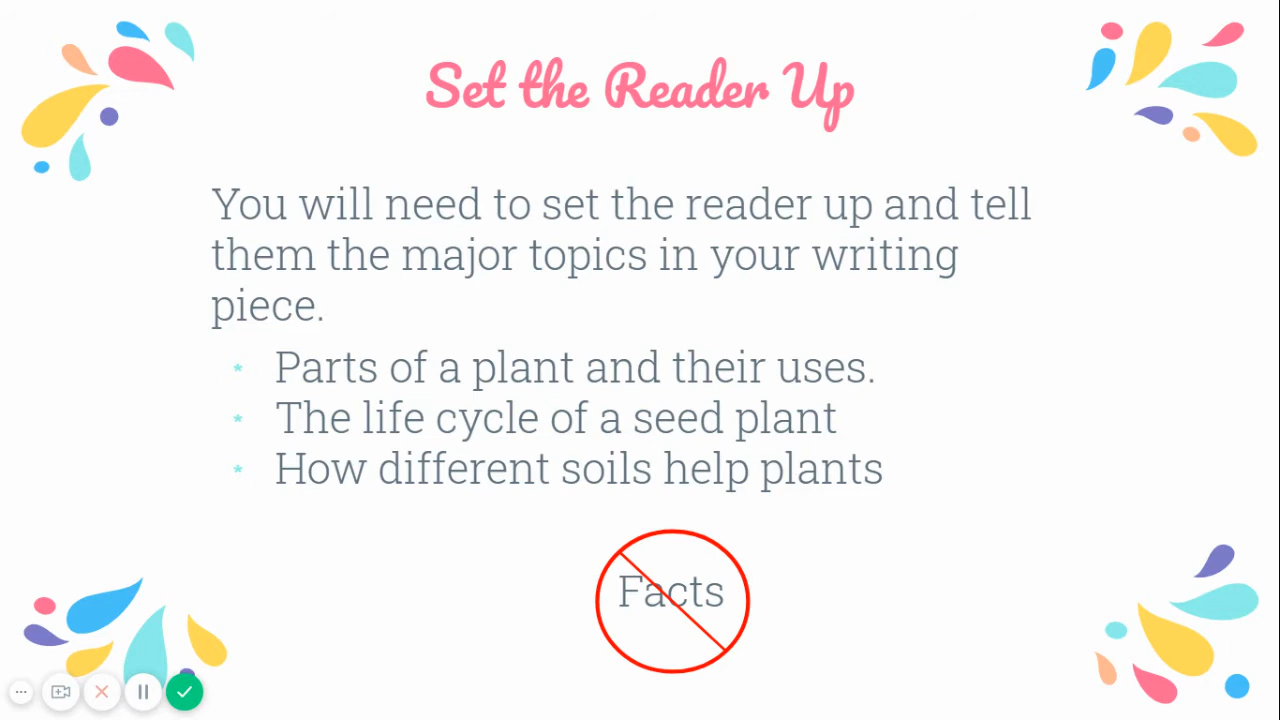 Set the Reader Up
You will need to set the reader up and tell
them the major topics in your writing
piece.
* Parts of a plant and their uses.
* The life cycle of a seed plant
* How different soils help plants
Facts